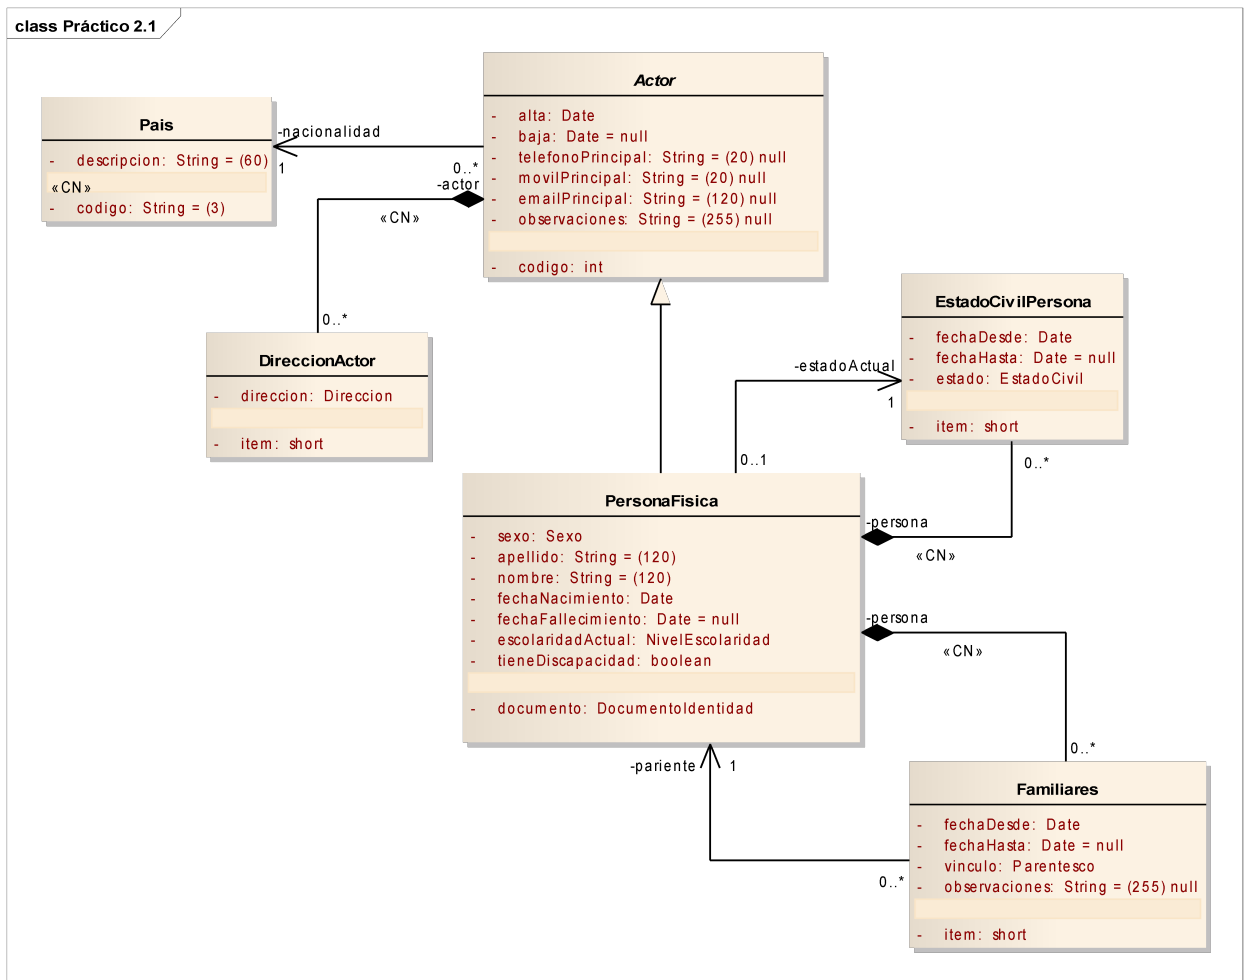 class Práctico 2.1
Actor
- alta: Date
- baja: Date = null
- telefonoPrincipal: String = (20) null
- movilPrincipal: String = (20) null
- emailPrincipal: String = (120) null
- observaciones: String = (255) null
- codigo: int
Pais
- descripcion: String = (60)
«CN»
- codigo: String = (3)
-nacionalidad
1
0..*
-actor
«CN»
0..*
DireccionActor
- direccion: Direccion
- item: short
EstadoCivilPersona
- fechaDesde: Date
- fechaHasta: Date = null
- estado: EstadoCivil
- item: short
-estadoActual
1
0..1
0..*
PersonaFisica
- sexo: Sexo
- apellido: String = (120)
- nombre: String = (120)
- fechaNacimiento: Date
- fechaFallecimiento: Date = null
- escolaridadActual: NivelEscolaridad
- tieneDiscapacidad: boolean
- documento: DocumentoIdentidad
-persona
«CN»
-persona
«CN»
0..*
-pariente
1
0..*
Familiares
- fechaDesde: Date
- fechaHasta: Date = null
- vinculo: Parentesco
- observaciones: String = (255) null
- item: short